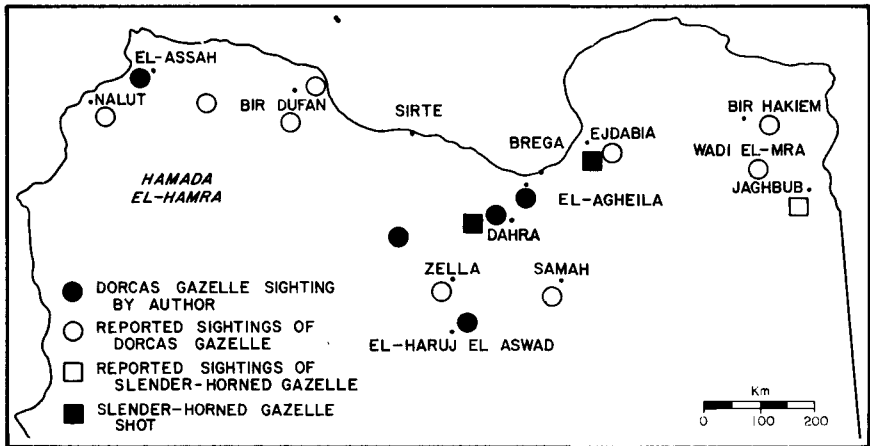 EL-ASSAH
NALUT
BIR DUFAN
SIRTE
BREGA
EJDABIA
BIR HAKIEM
WADI EL-MRA
JAGHBUB
HAMADA
EL-HAMRA
EL-AGHEILA
DAHRA
ZELLA
SAMAH
EL-HARUJ EL ASWAD
DORCAS GAZELLE SIGHTING
BY AUTHOR
REPORTED SIGHTINGS OF
DORCAS GAZELLE
REPORTED SIGHTINGS OF
SLENDER-HORNED GAZELLE
SLENDER-HORNED GAZELLE
SHOT
Km
0 100 200